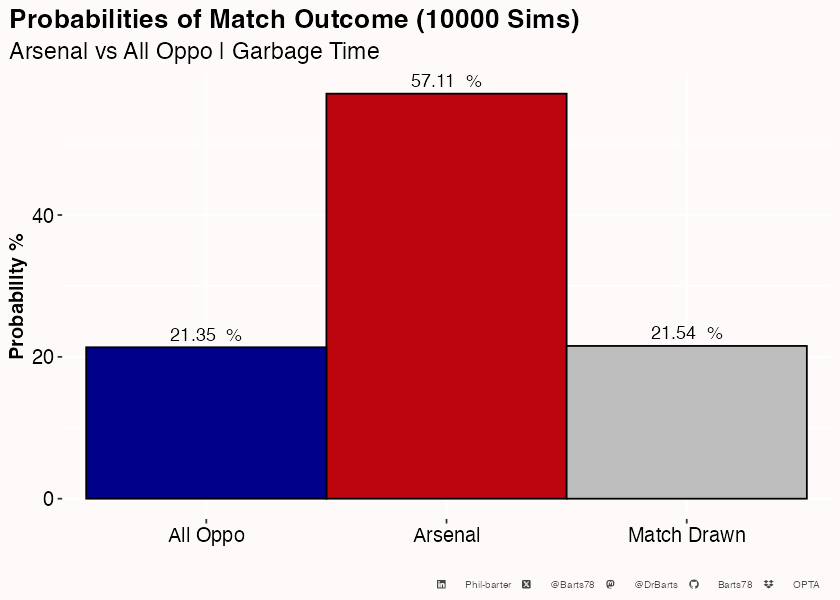 Probabilities of Match Outcome (10000 Sims)
Arsenal vs All Oppo | Garbage Time
57.11 %
40
Probability %
21.35 %
21.54 %
20
0
All Oppo Arsenal Match Drawn
Phil-barter @Barts78 @DrBarts Barts78 OPTA